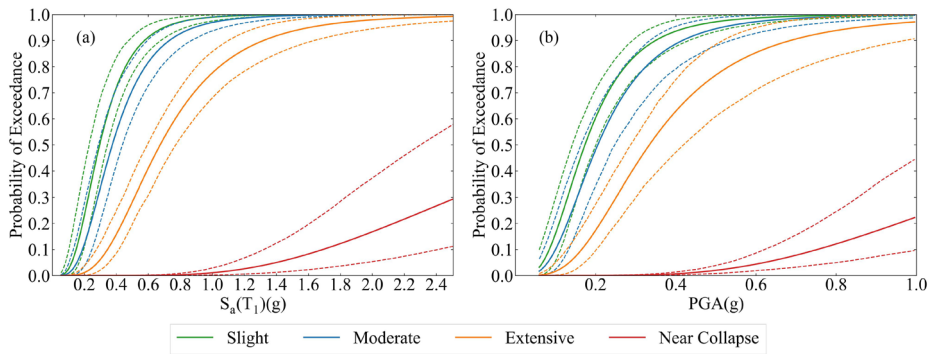 (a)
Probability of Exceedance
1.0
0.9
0.8
0.7
0.6
0.5
0.4
0.3
0.2
0.1
0.0
0.2 0.4 0.6 0.8 1.0 1.2 1.4 1.6 1.8 2.0 2.2 2.4
Sa(T1)(g)
(b)
Probability of Exceedance
1.0
0.9
0.8
0.7
0.6
0.5
0.4
0.3
0.2
0.1
0.0
0.2 0.4 0.6 0.8 1.0
PGA(g)
Slight Moderate Extensive Near Collapse